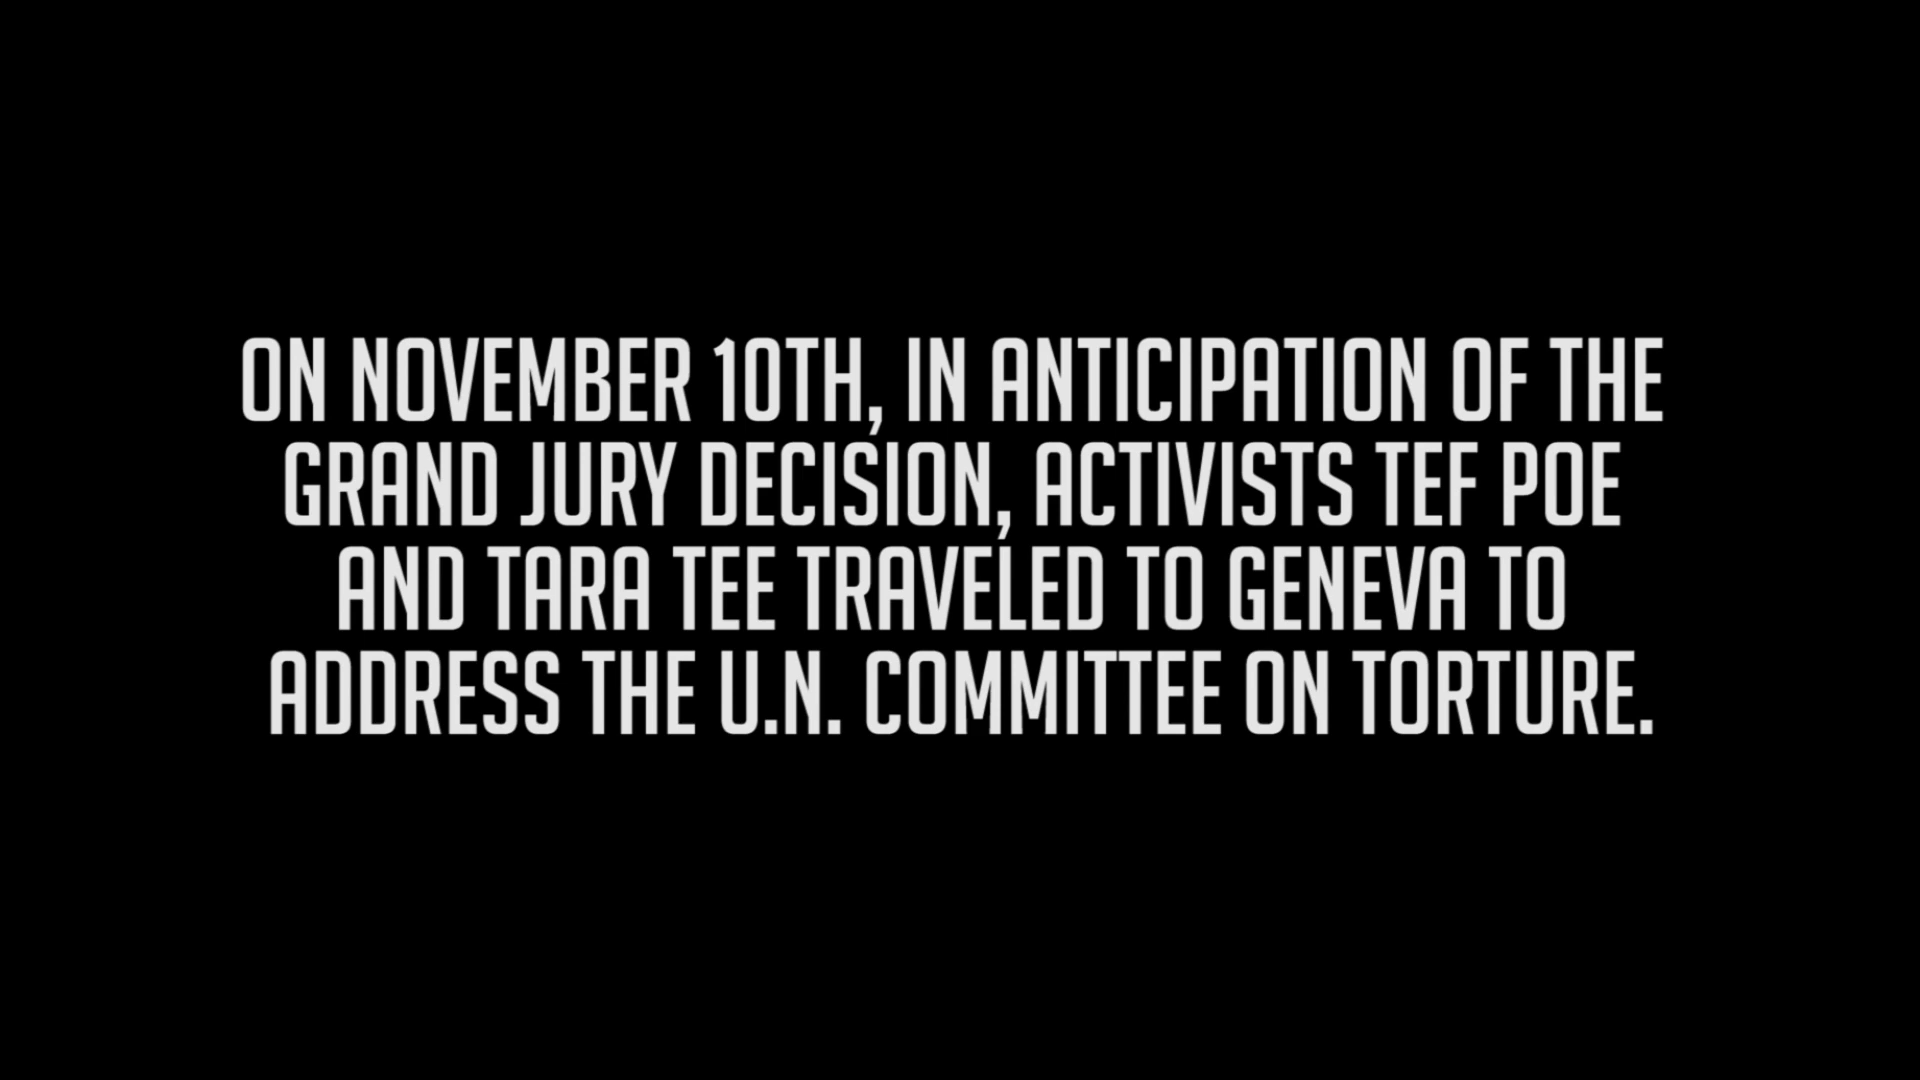 ON NOVEMBER 10TH, IN ANTICIPATION OF THE
GRAND JURY DECISION, ACTIVISTS TEF POE
AND TARA TEE TRAVELED TO GENEVA TO
ADDRESS THE U.N. COMMITTEE ON TORTURE.